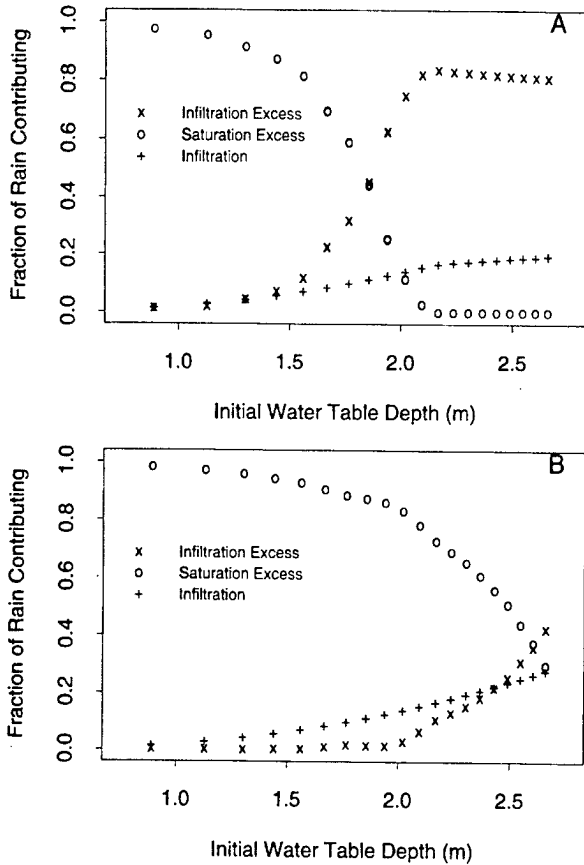 A
1.0
0.8
0.6
0.4
0.2
0.0
Fraction of Rain Contributing
x Infiltration Excess
o Saturation Excess
+ Infiltration
1.0 1.5 2.0 2.5
Initial Water Table Depth (m)
B
1.0
0.8
0.6
0.4
0.2
0.0
Fraction of Rain Contributing
x Infiltration Excess
o Saturation Excess
+ Infiltration
1.0 1.5 2.0 2.5
Initial Water Table Depth (m)